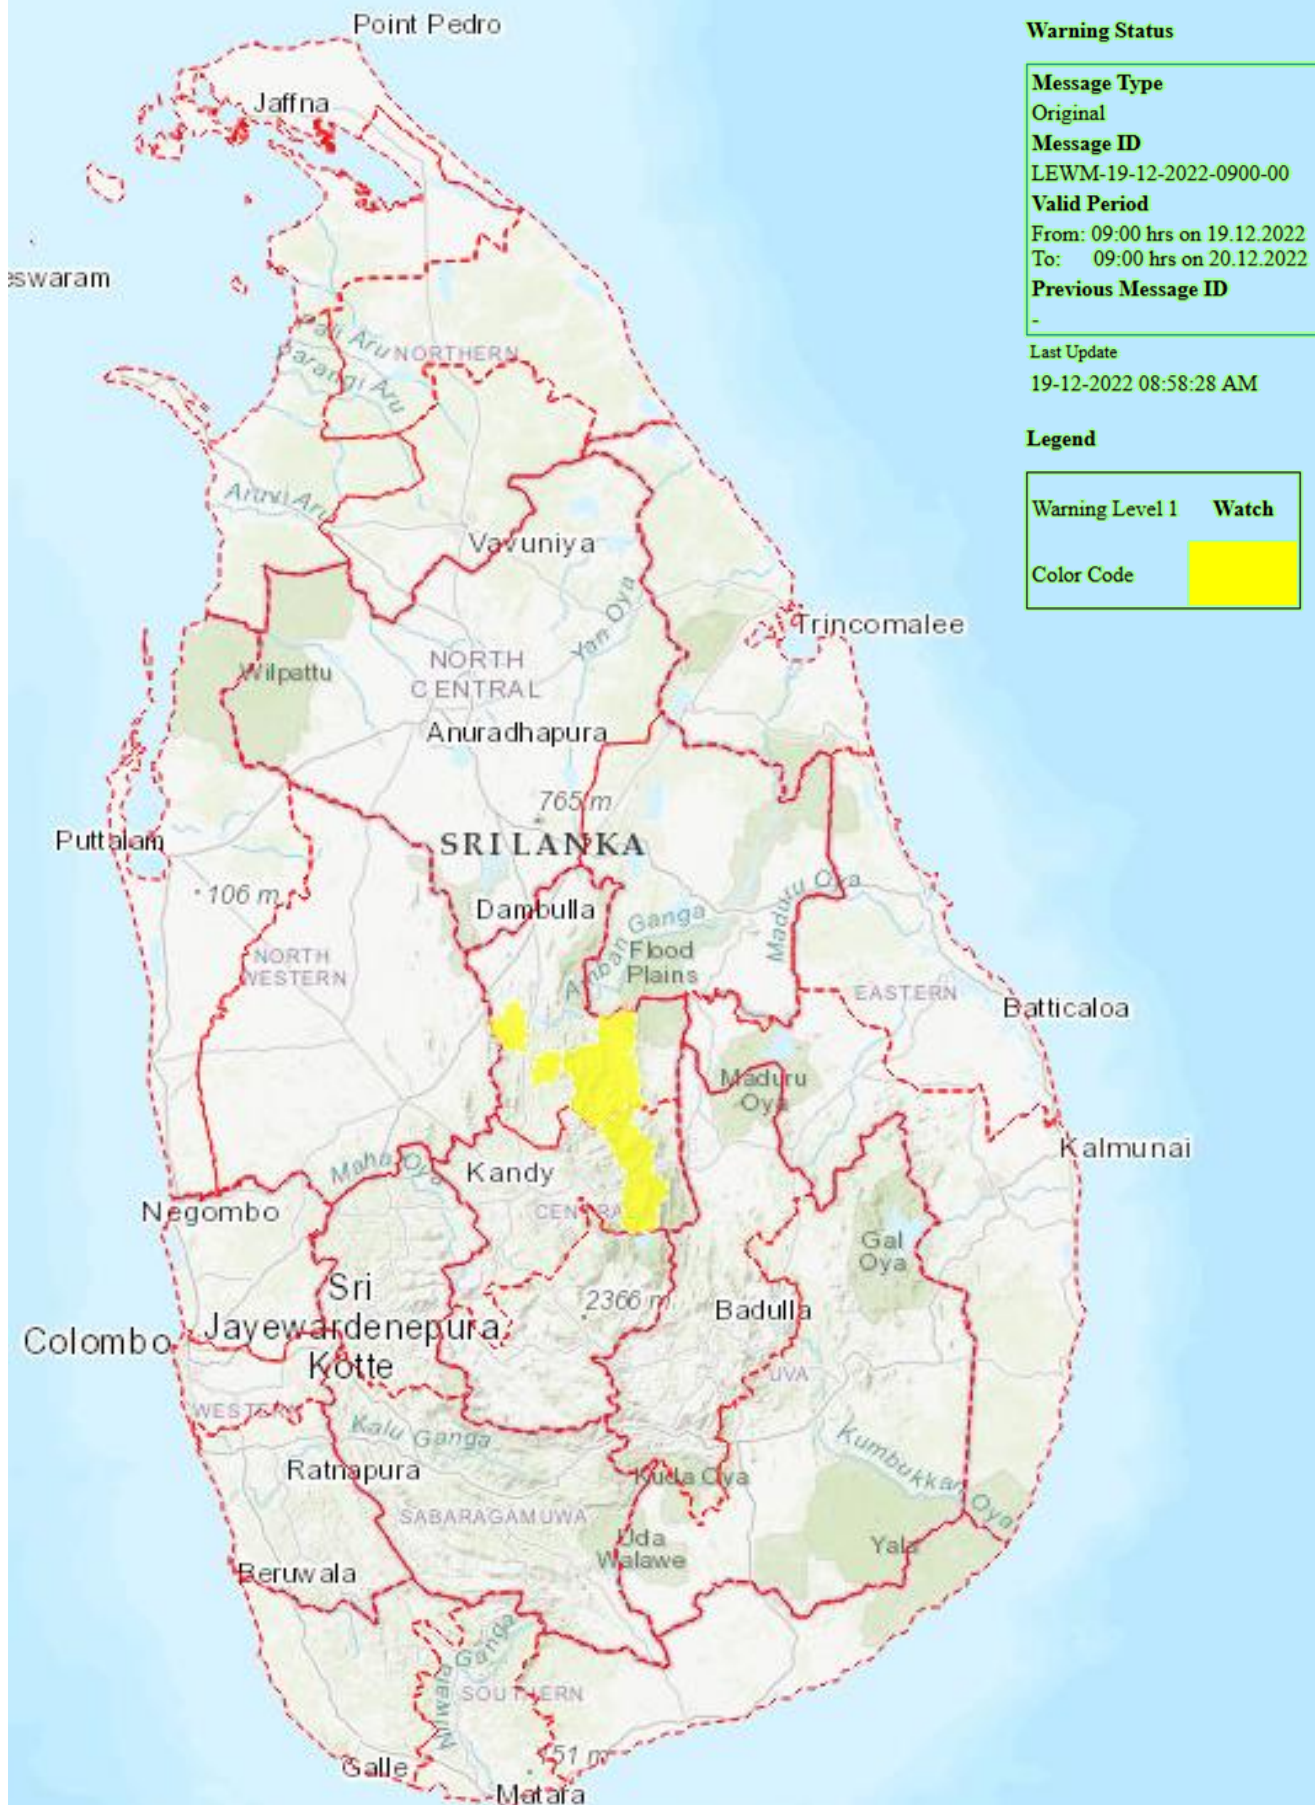 Point Pedro
Jaffna
eswaram
Pali Aru
NORTHERN
Parangi Aru
Aruvi Aru
Vavuniya
Yan Oya
Trincomalee
Wilpattu
NORTH
CENTRAL
Anuradhapura
765 m
Puttalam
SRI LANKA
106 m
Dambulla
Maduru Oya
Amban Ganga
NORTH
WESTERN
Flood
Plains
EASTERN
Batticaloa
Maduru
Oya
Kalmunai
Maha Oya
Kandy
Negombo
CENTRAL
Gal
Oya
Sri
Jayewardenepura
Kotte
2366 m
Badulla
Colombo
UVA
WESTERN
Kalu Ganga
Kumbukkan Oya
Ratnapura
Kuda Oya
SABARAGAMUWA
Uda
Walawe
Yala
Beruwala
Nilwala Ganga
SOUTHERN
151 m
Galle
Matara
Warning Status
Message Type
Original
Message ID
LEWM-19-12-2022-0900-00
Valid Period
From: 09:00 hrs on 19.12.2022
To: 09:00 hrs on 20.12.2022
Previous Message ID
-
Last Update
19-12-2022 08:58:28 AM
Legend
Warning Level 1 Watch
Color Code